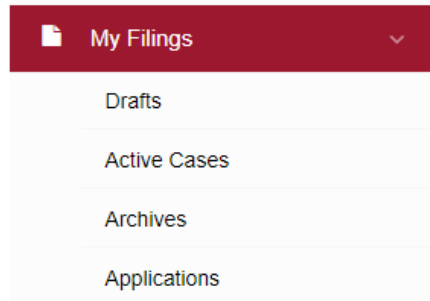 My Filings
Drafts
Active Cases
Archives
Applications